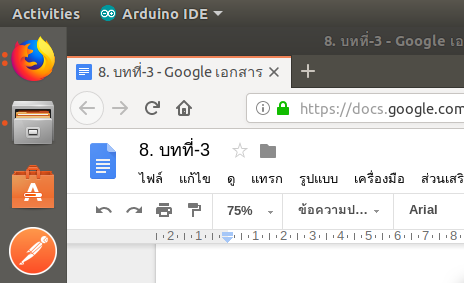 Activities Arduino IDE
8. บทที่-3 - Google เอ
8. บทที่-3 - Google เอกสาร
https://docs.google.com
8. บทที่-3
ไฟล์ แก้ไข ดู แทรก รูปแบบ เครื่องมือ ส่วนเสริ
75% ข้อความป... Arial
2 1 1 2 3 4 5 6 7 8